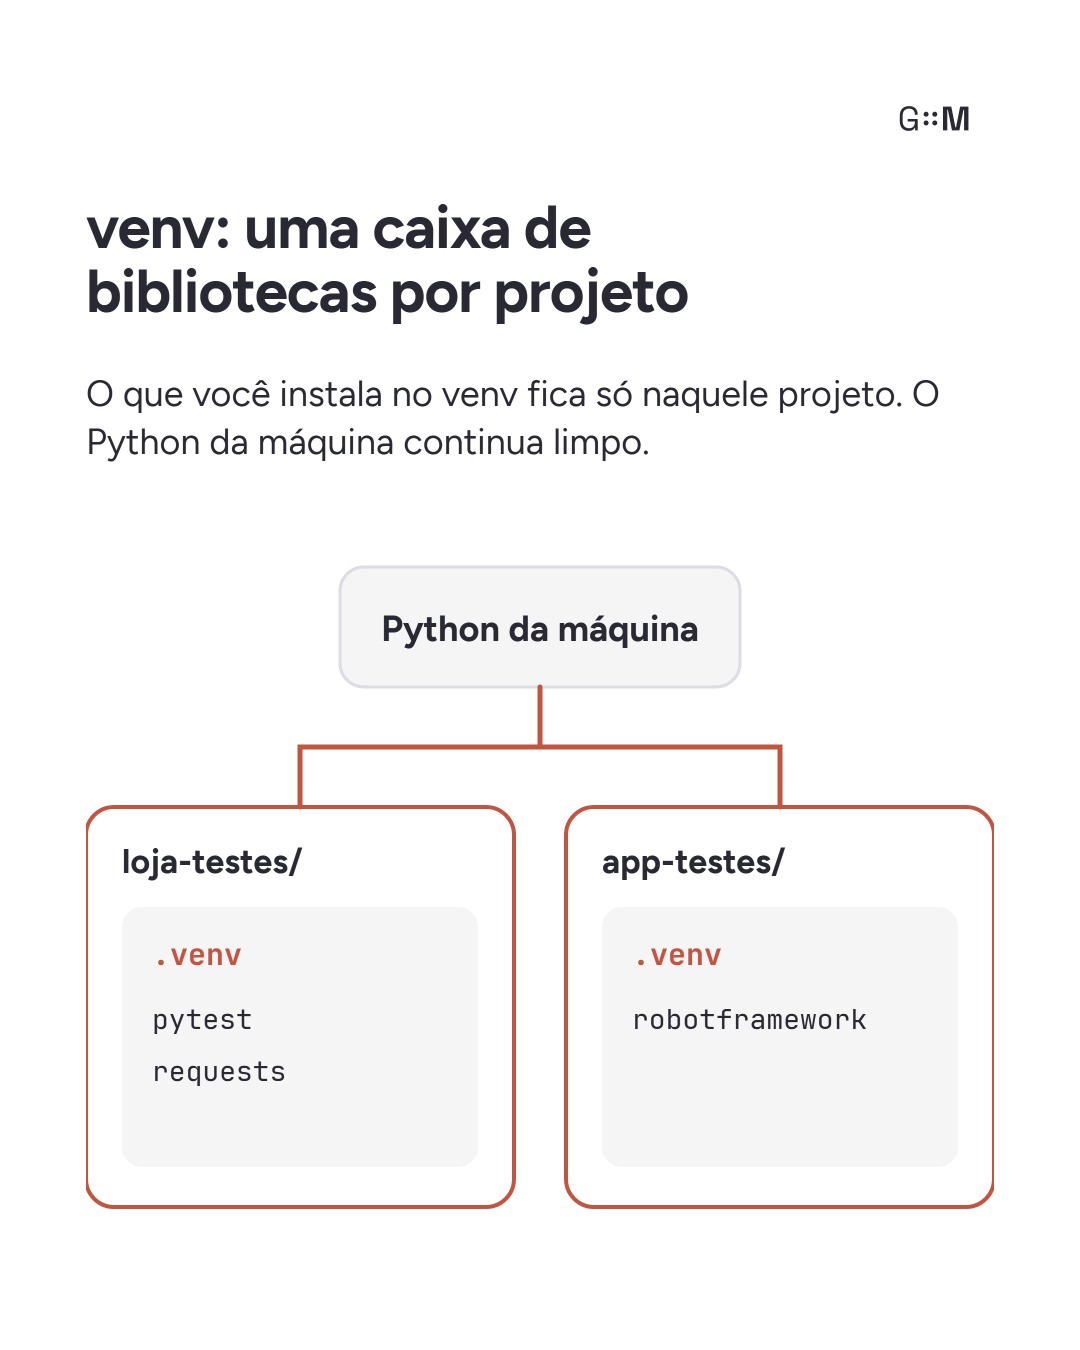 G::M
venv: uma caixa de
bibliotecas por projeto
O que você instala no venv fica só naquele projeto. O
Python da máquina continua limpo.
Python da máquina
loja-testes/
.venv
pytest
requests
app-testes/
.venv
robotframework